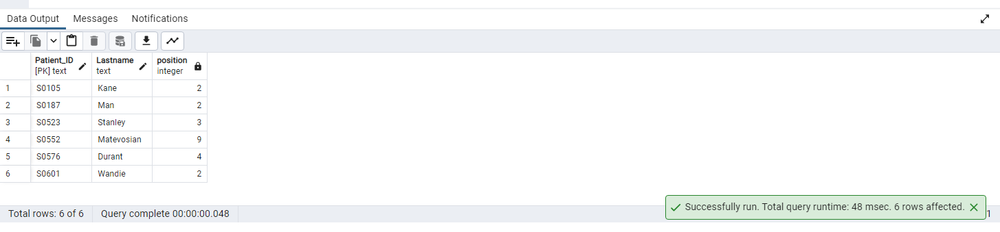 Data Output Messages Notifications
Patient_ID Lastname position
[PK] text text integer
1 S0105 Kane 2
2 S0187 Man 2
3 S0523 Stanley 3
4 S0552 Matevosian 9
5 S0576 Durant 4
6 S0601 Wandie 2
Successfully run. Total query runtime: 48 msec. 6 rows affected.
Total rows: 6 of 6 Query complete 00:00:00.048 1